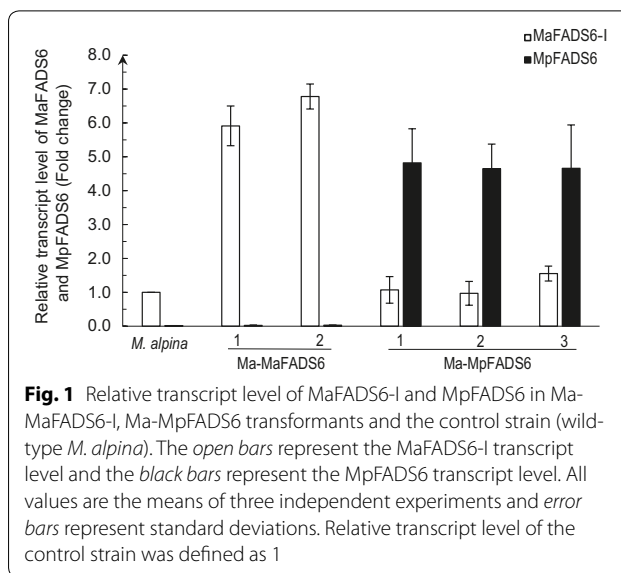 MaFADS6-I
MpFADS6
Relative transcript level of MaFADS6
and MpFADS6 (Fold change)
8.0
7.0
6.0
5.0
4.0
3.0
2.0
1.0
0.0
M. alpina
1
2
1
2
3
Ma-MaFADS6
Ma-MpFADS6
Fig. 1 Relative transcript level of MaFADS6-I and MpFADS6 in Ma-
MaFADS6-I, Ma-MpFADS6 transformants and the control strain (wild-
type M. alpina). The open bars represent the MaFADS6-I transcript
level and the black bars represent the MpFADS6 transcript level. All
values are the means of three independent experiments and error
bars represent standard deviations. Relative transcript level of the
control strain was defined as 1